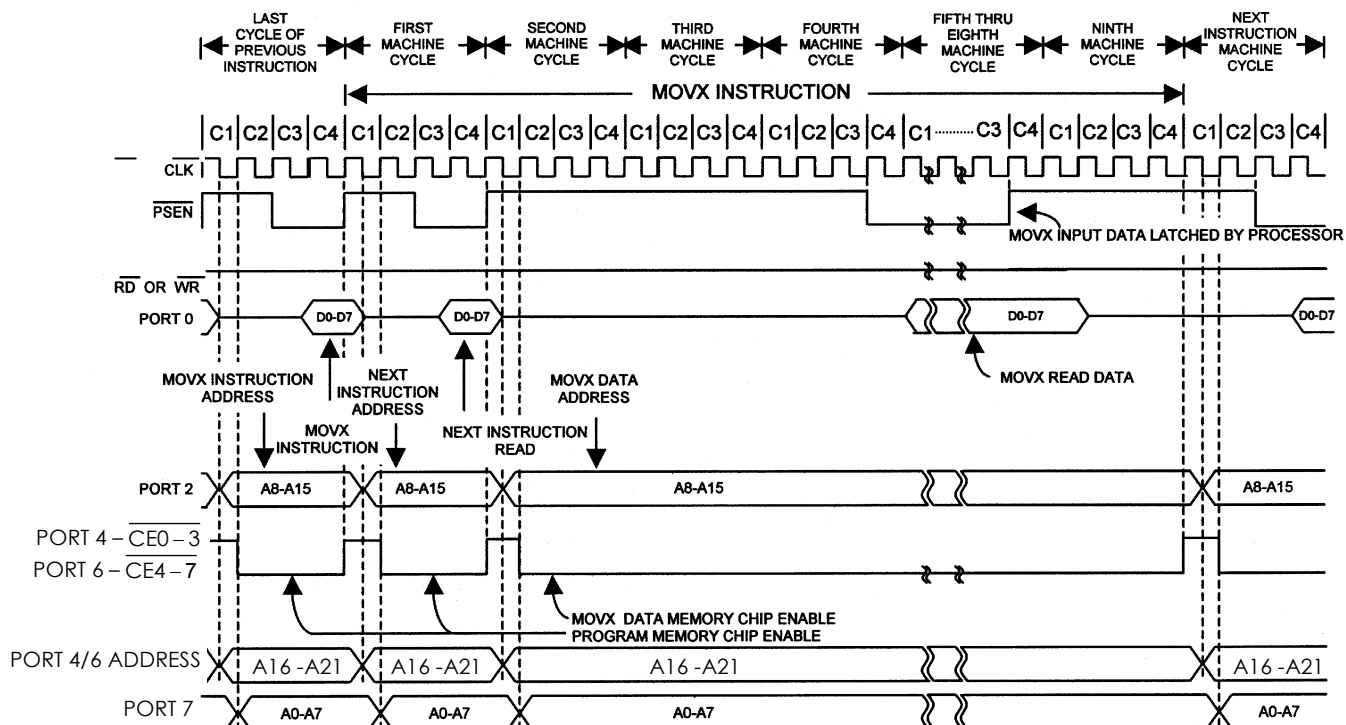 LAST CYCLE OF PREVIOUS INSTRUCTION
FIRST MACHINE CYCLE
SECOND MACHINE CYCLE
THIRD MACHINE CYCLE
FOURTH MACHINE CYCLE
FIFTH THRU EIGHTH MACHINE CYCLE
NINTH MACHINE CYCLE
NEXT INSTRUCTION MACHINE CYCLE
MOVX INSTRUCTION
C1 C2 C3 C4 C1 C2 C3 C4 C1 C2 C3 C4 C1 C2 C3 C4 C1 C2 C3 C4 C1 ......... C3 C4 C1 C2 C3 C4 C1 C2 C3 C4
CLK
PSEN
MOVX INPUT DATA LATCHED BY PROCESSOR
RD OR WR
PORT 0
D0-D7
D0-D7
D0-D7
D0-D7
MOVX INSTRUCTION ADDRESS
NEXT INSTRUCTION ADDRESS
MOVX DATA ADDRESS
MOVX READ DATA
MOVX INSTRUCTION
NEXT INSTRUCTION READ
PORT 2
A8-A15
A8-A15
A8-A15
A8-A15
PORT 4 – CE0 – 3
PORT 6 – CE4 – 7
MOVX DATA MEMORY CHIP ENABLE
PROGRAM MEMORY CHIP ENABLE
PORT 4/6 ADDRESS
A16 -A21
A16 -A21
A16 -A21
A16 -A21
PORT 7
A0-A7
A0-A7
A0-A7
A0-A7